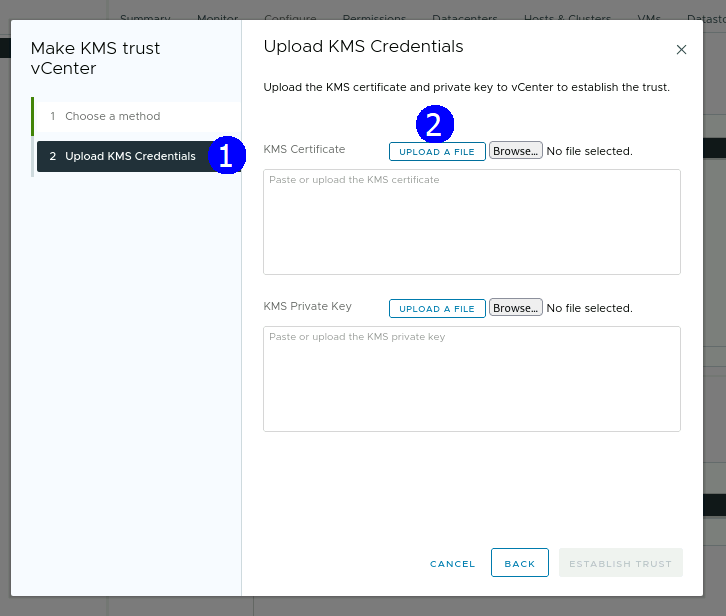 Summary Monitor Configure Permissions Datacenters Hosts & Clusters VMs
Make KMS trust
vCenter
1 Choose a method
2 Upload KMS Credentials
1
Upload KMS Credentials
Upload the KMS certificate and private key to vCenter to establish the trust.
2
KMS Certificate UPLOAD A FILE Browse... No file selected.
Paste or upload the KMS certificate
KMS Private Key UPLOAD A FILE Browse... No file selected.
Paste or upload the KMS private key
CANCEL BACK ESTABLISH TRUST